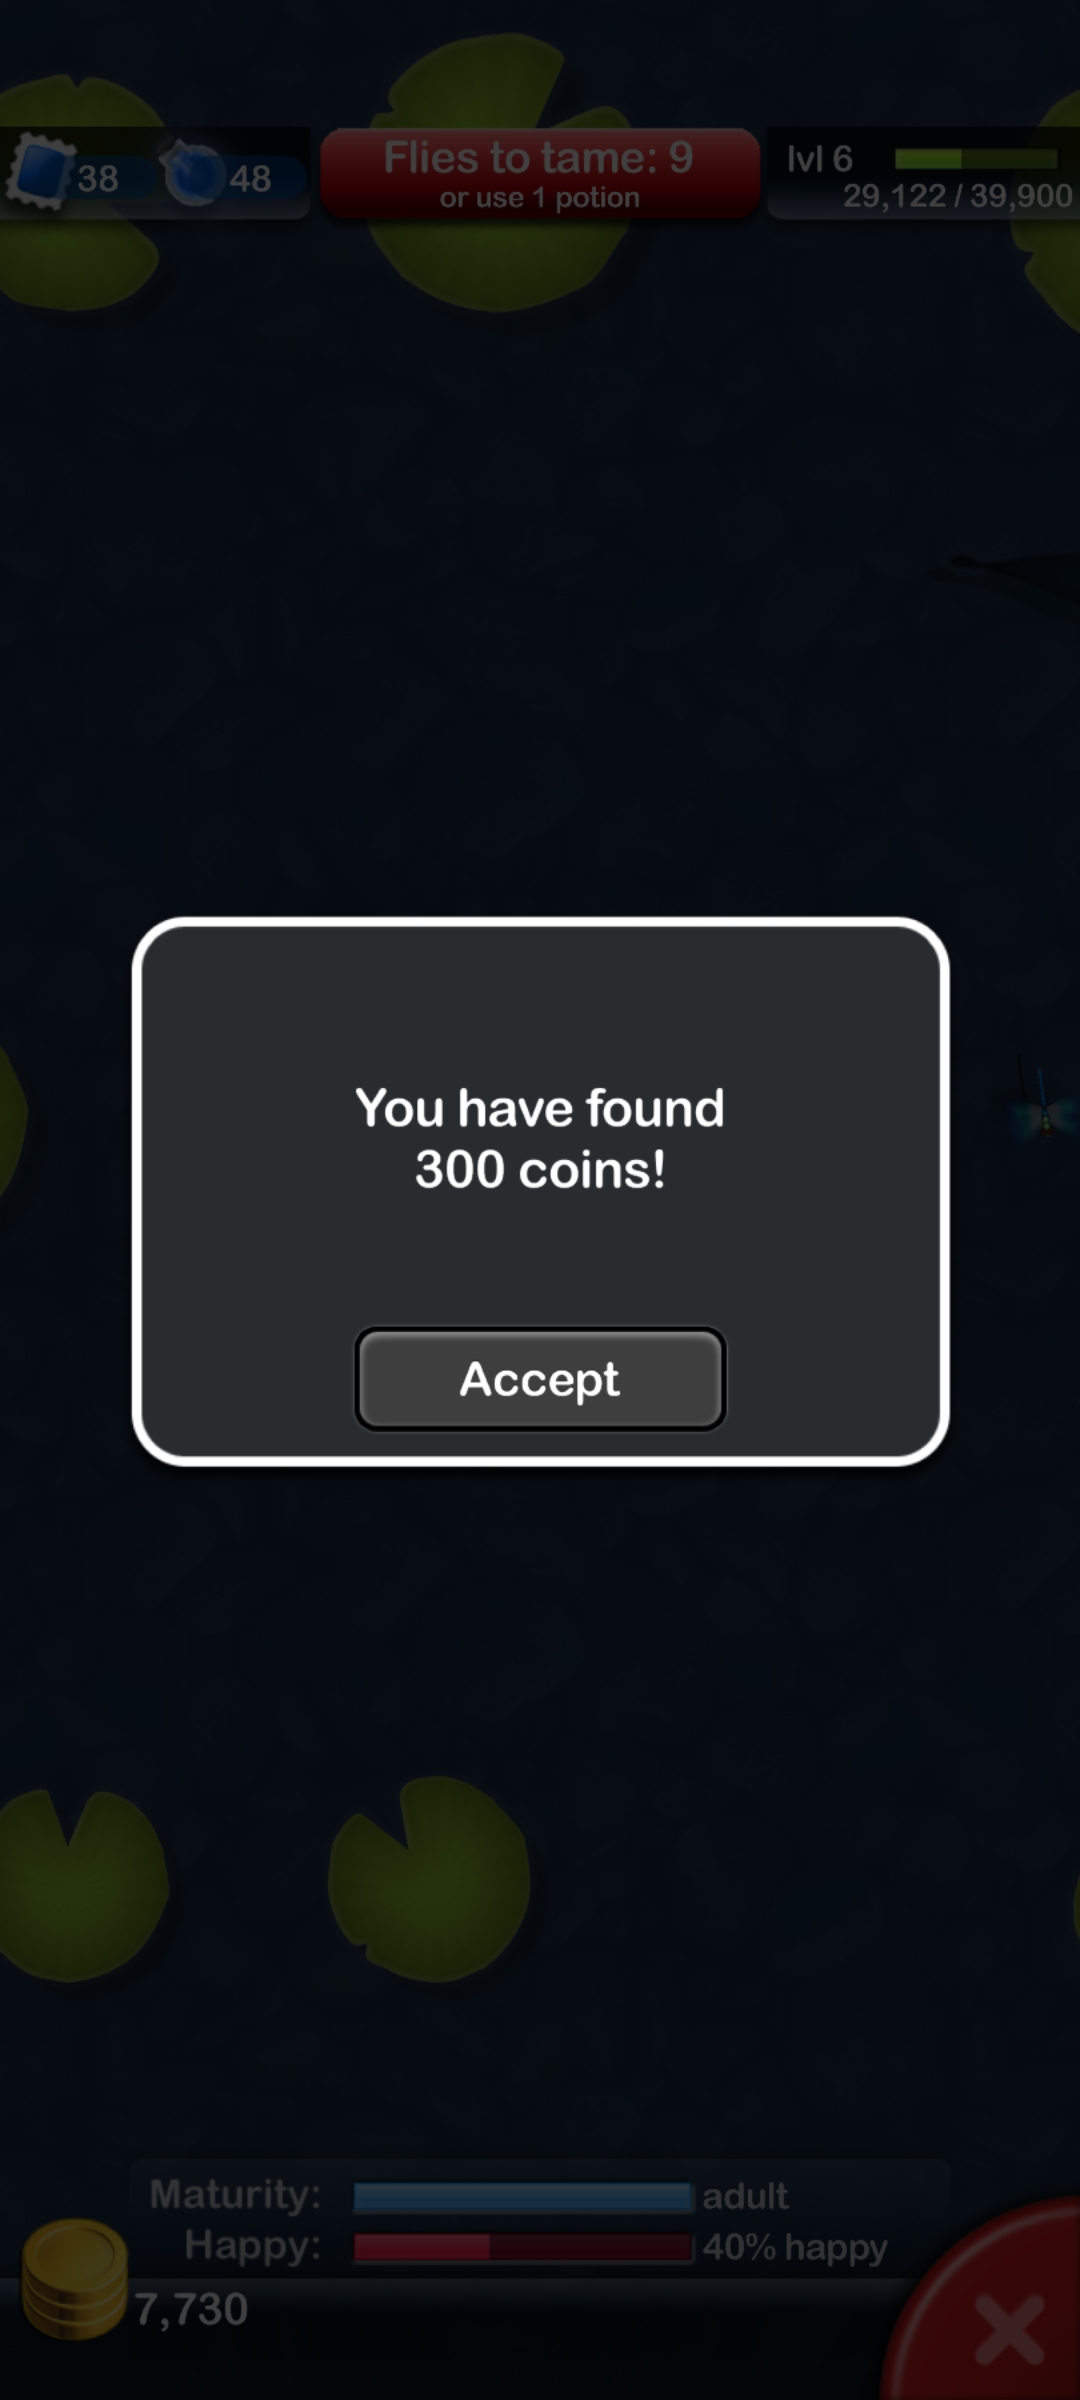 38
48
Flies to tame: 9
or use 1 potion
lvl 6
29,122 / 39,900
You have found
300 coins!
Accept
Maturity: adult
Happy: 40% happy
7,730